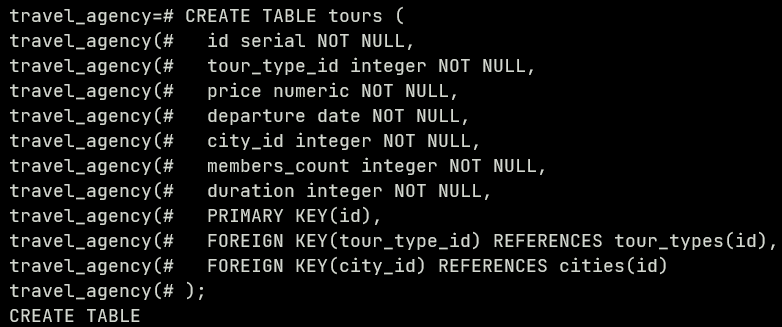 travel_agency=# CREATE TABLE tours (
travel_agency(#   id serial NOT NULL,
travel_agency(#   tour_type_id integer NOT NULL,
travel_agency(#   price numeric NOT NULL,
travel_agency(#   departure date NOT NULL,
travel_agency(#   city_id integer NOT NULL,
travel_agency(#   members_count integer NOT NULL,
travel_agency(#   duration integer NOT NULL,
travel_agency(#   PRIMARY KEY(id),
travel_agency(#   FOREIGN KEY(tour_type_id) REFERENCES tour_types(id),
travel_agency(#   FOREIGN KEY(city_id) REFERENCES cities(id)
travel_agency(# );
CREATE TABLE